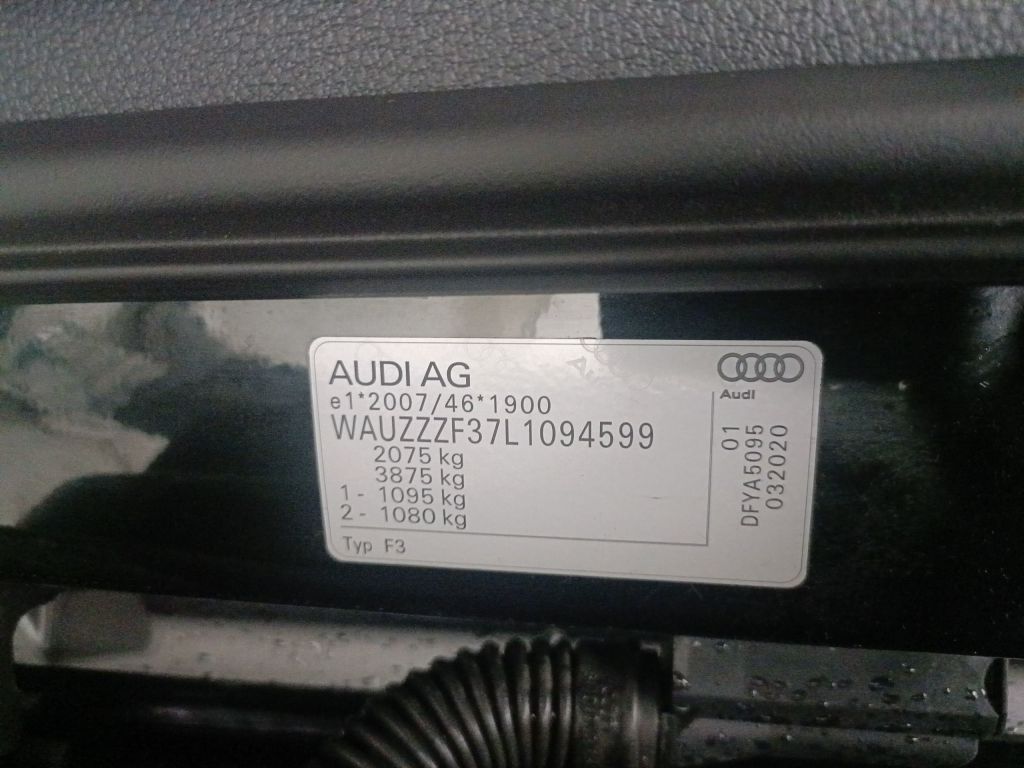 AUDI AG
e1*2007/46*1900
WAUZZZF37L1094599
2075 kg
3875 kg
1 - 1095 kg
2 - 1080 kg
Typ F3
Audi
01
DFYA5095
032020